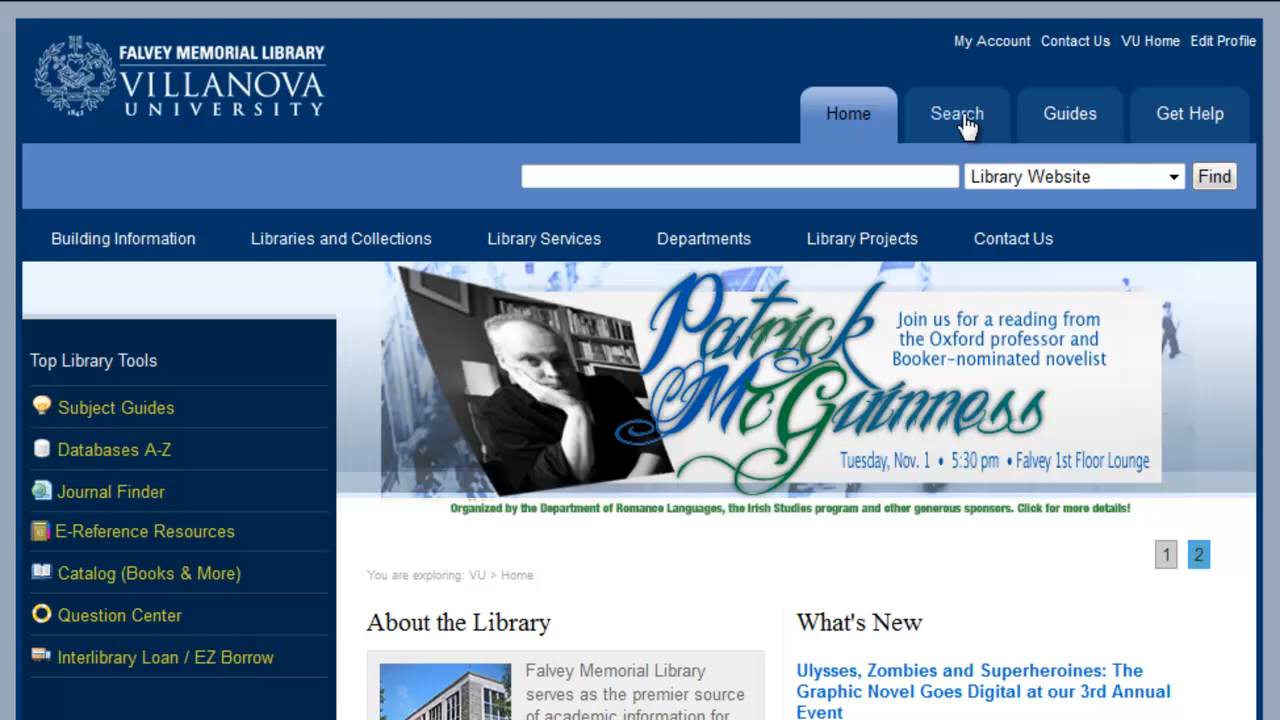 My Account Contact Us VU Home Edit Profile
FALVEY MEMORIAL LIBRARY
VILLANOVA
UNIVERSITY
1842
Home Search Guides Get Help
Library Website Find
Building Information Libraries and Collections Library Services Departments Library Projects Contact Us
Patrick
McGuinness
Join us for a reading from
the Oxford professor and
Booker-nominated novelist
Tuesday, Nov. 1 • 5:30 pm • Falvey 1st Floor Lounge
Organized by the Department of Romance Languages, the Irish Studies program and other generous sponsors. Click for more details!
1 2
Top Library Tools
Subject Guides
Databases A-Z
Journal Finder
E-Reference Resources
Catalog (Books & More)
Question Center
Interlibrary Loan / EZ Borrow
You are exploring: VU > Home
About the Library
Falvey Memorial Library
serves as the premier source
of academic information for
What's New
Ulysses, Zombies and Superheroines: The
Graphic Novel Goes Digital at our 3rd Annual
Event